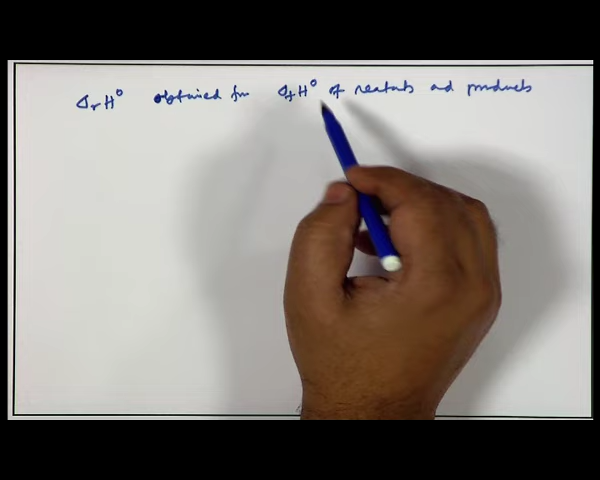 ΔrH° obtained from ΔfH° of reactants and products